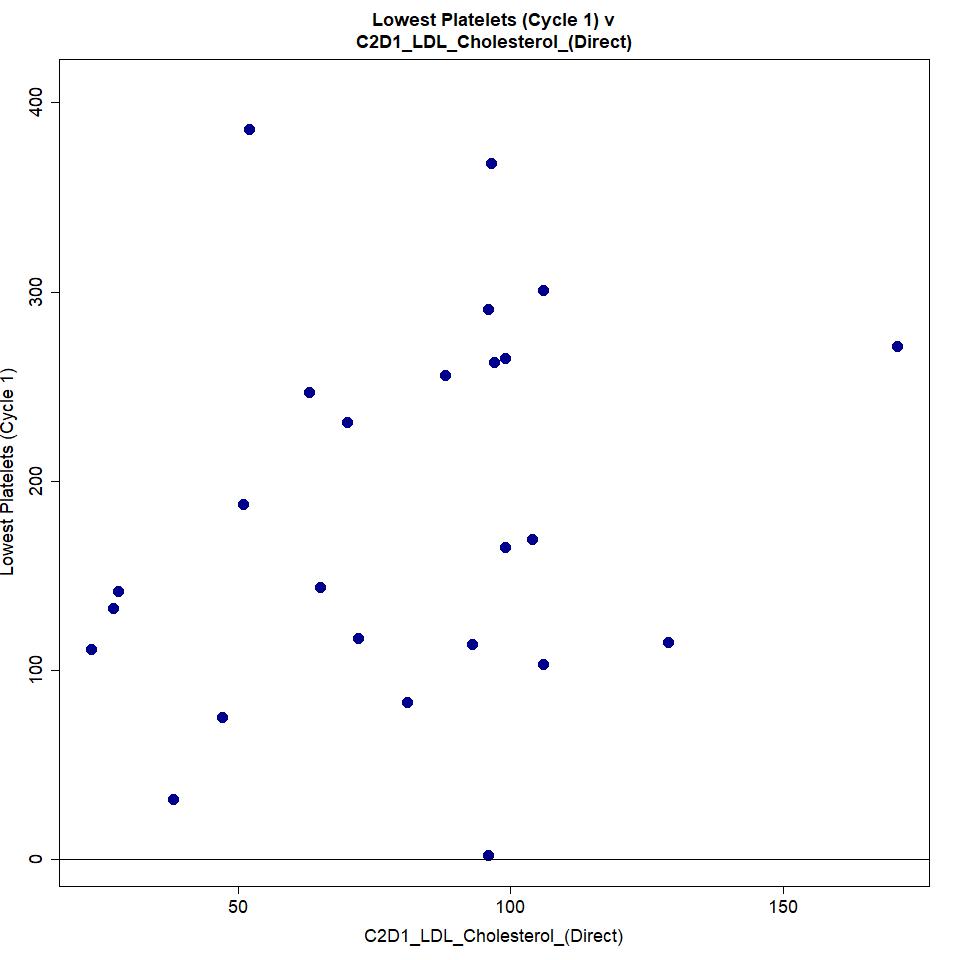 Lowest Platelets (Cycle 1) v
C2D1_LDL_Cholesterol_(Direct)
Lowest Platelets (Cycle 1)
400
300
200
100
0
50
100
150
C2D1_LDL_Cholesterol_(Direct)